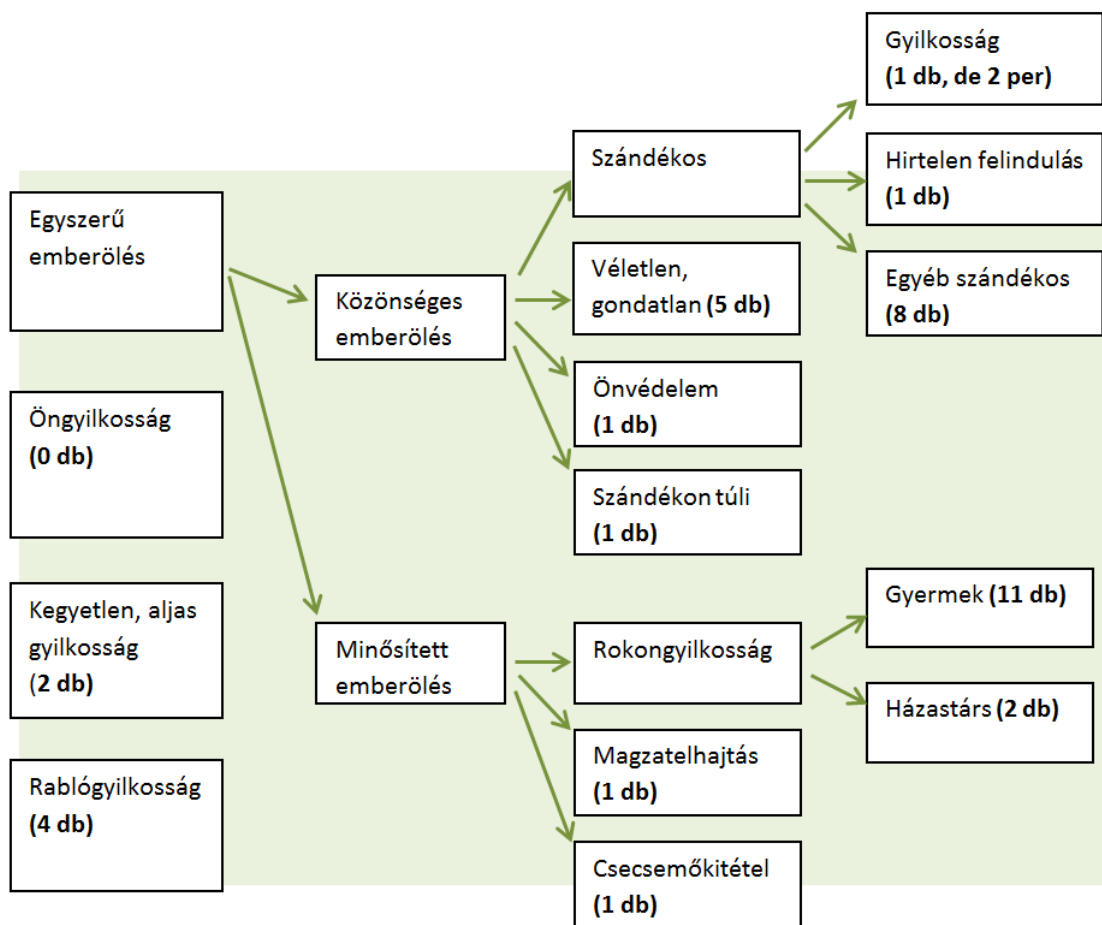 Egyszerű
emberölés
Öngyilkosság
(0 db)
Kegyetlen, aljas
gyilkosság
(2 db)
Rablógyilkosság
(4 db)
Közönséges
emberölés
Minősített
emberölés
Szándékos
Véletlen,
gondatlan (5 db)
Önvédelem
(1 db)
Szándékon túli
(1 db)
Rokongyilkosság
Magzatelhajtás
(1 db)
Csecsemőkitétel
(1 db)
Gyilkosság
(1 db, de 2 per)
Hirtelen felindulás
(1 db)
Egyéb szándékos
(8 db)
Gyermek (11 db)
Házastárs (2 db)